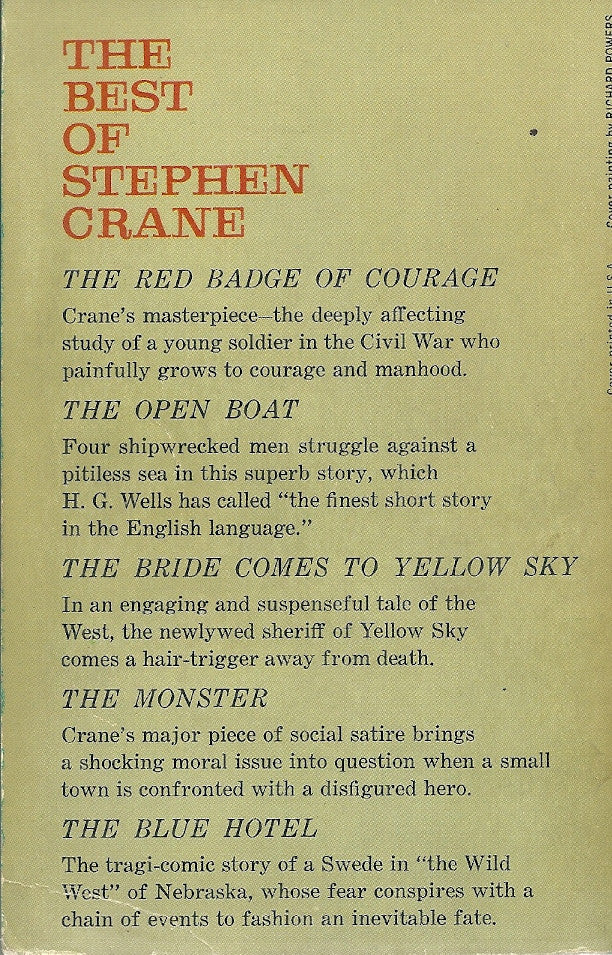 THE
BEST
OF
STEPHEN
CRANE
THE RED BADGE OF COURAGE
Crane's masterpiece—the deeply affecting
study of a young soldier in the Civil War who
painfully grows to courage and manhood.
THE OPEN BOAT
Four shipwrecked men struggle against a
pitiless sea in this superb story, which
H. G. Wells has called “the finest short story
in the English language.”
THE BRIDE COMES TO YELLOW SKY
In an engaging and suspenseful tale of the
West, the newlywed sheriff of Yellow Sky
comes a hair-trigger away from death.
THE MONSTER
Crane's major piece of social satire brings
a shocking moral issue into question when a small
town is confronted with a disfigured hero.
THE BLUE HOTEL
The tragi-comic story of a Swede in “the Wild
West” of Nebraska, whose fear conspires with a
chain of events to fashion an inevitable fate.
Cover painting by RICHARD POWERS